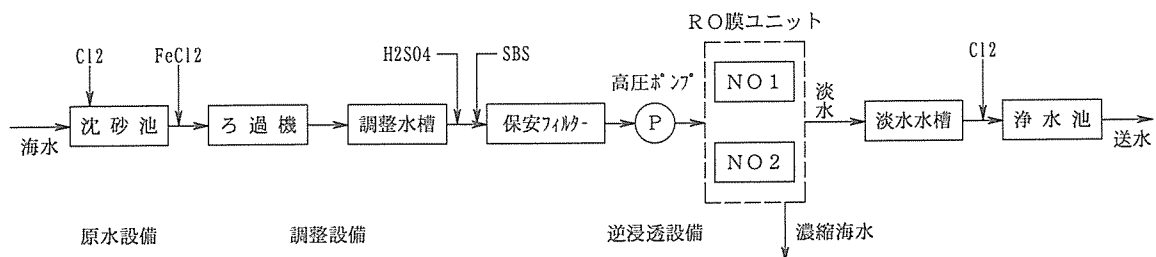 RO膜ユニット
Cl2
FeCl2
H2SO4
SBS
高圧ポンプ
NO1
淡水
Cl2
海水
沈砂池
ろ過機
調整水槽
保安フィルター
P
淡水水槽
浄水池
送水
NO2
原水設備
調整設備
逆浸透設備
濃縮海水